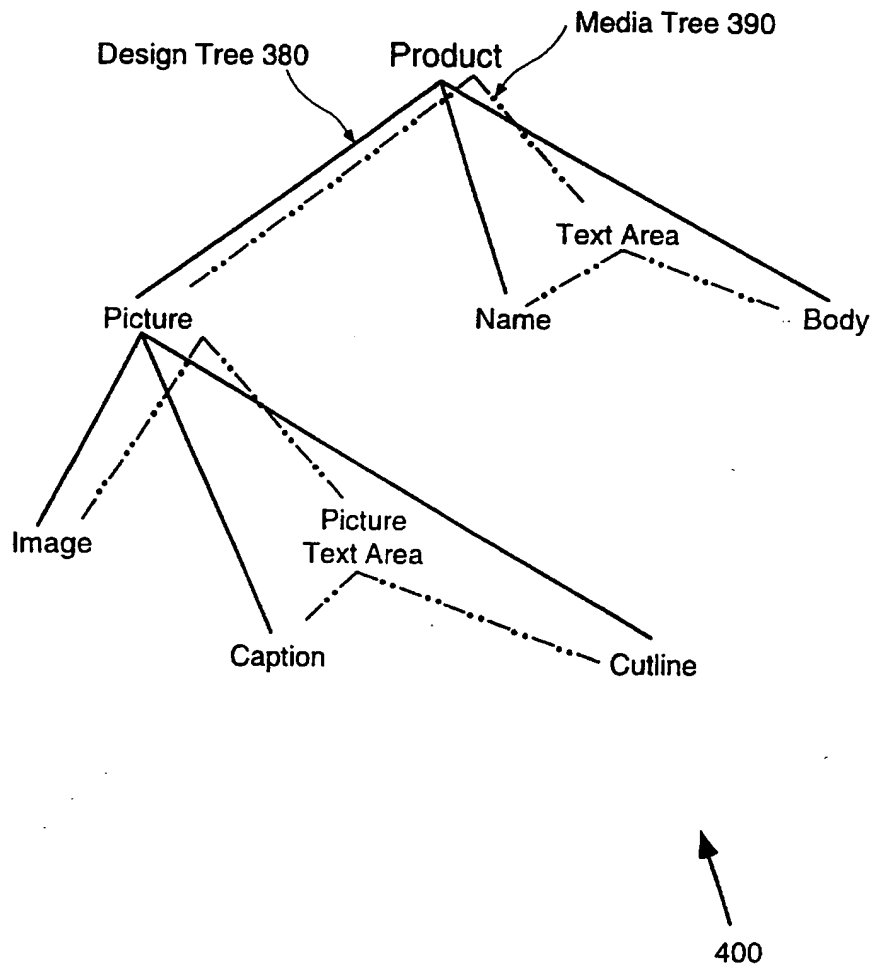 Media Tree 390
Design Tree 380
Product
Text Area
Picture
Name
Body
Picture
Text Area
Image
Caption
Cutline
400